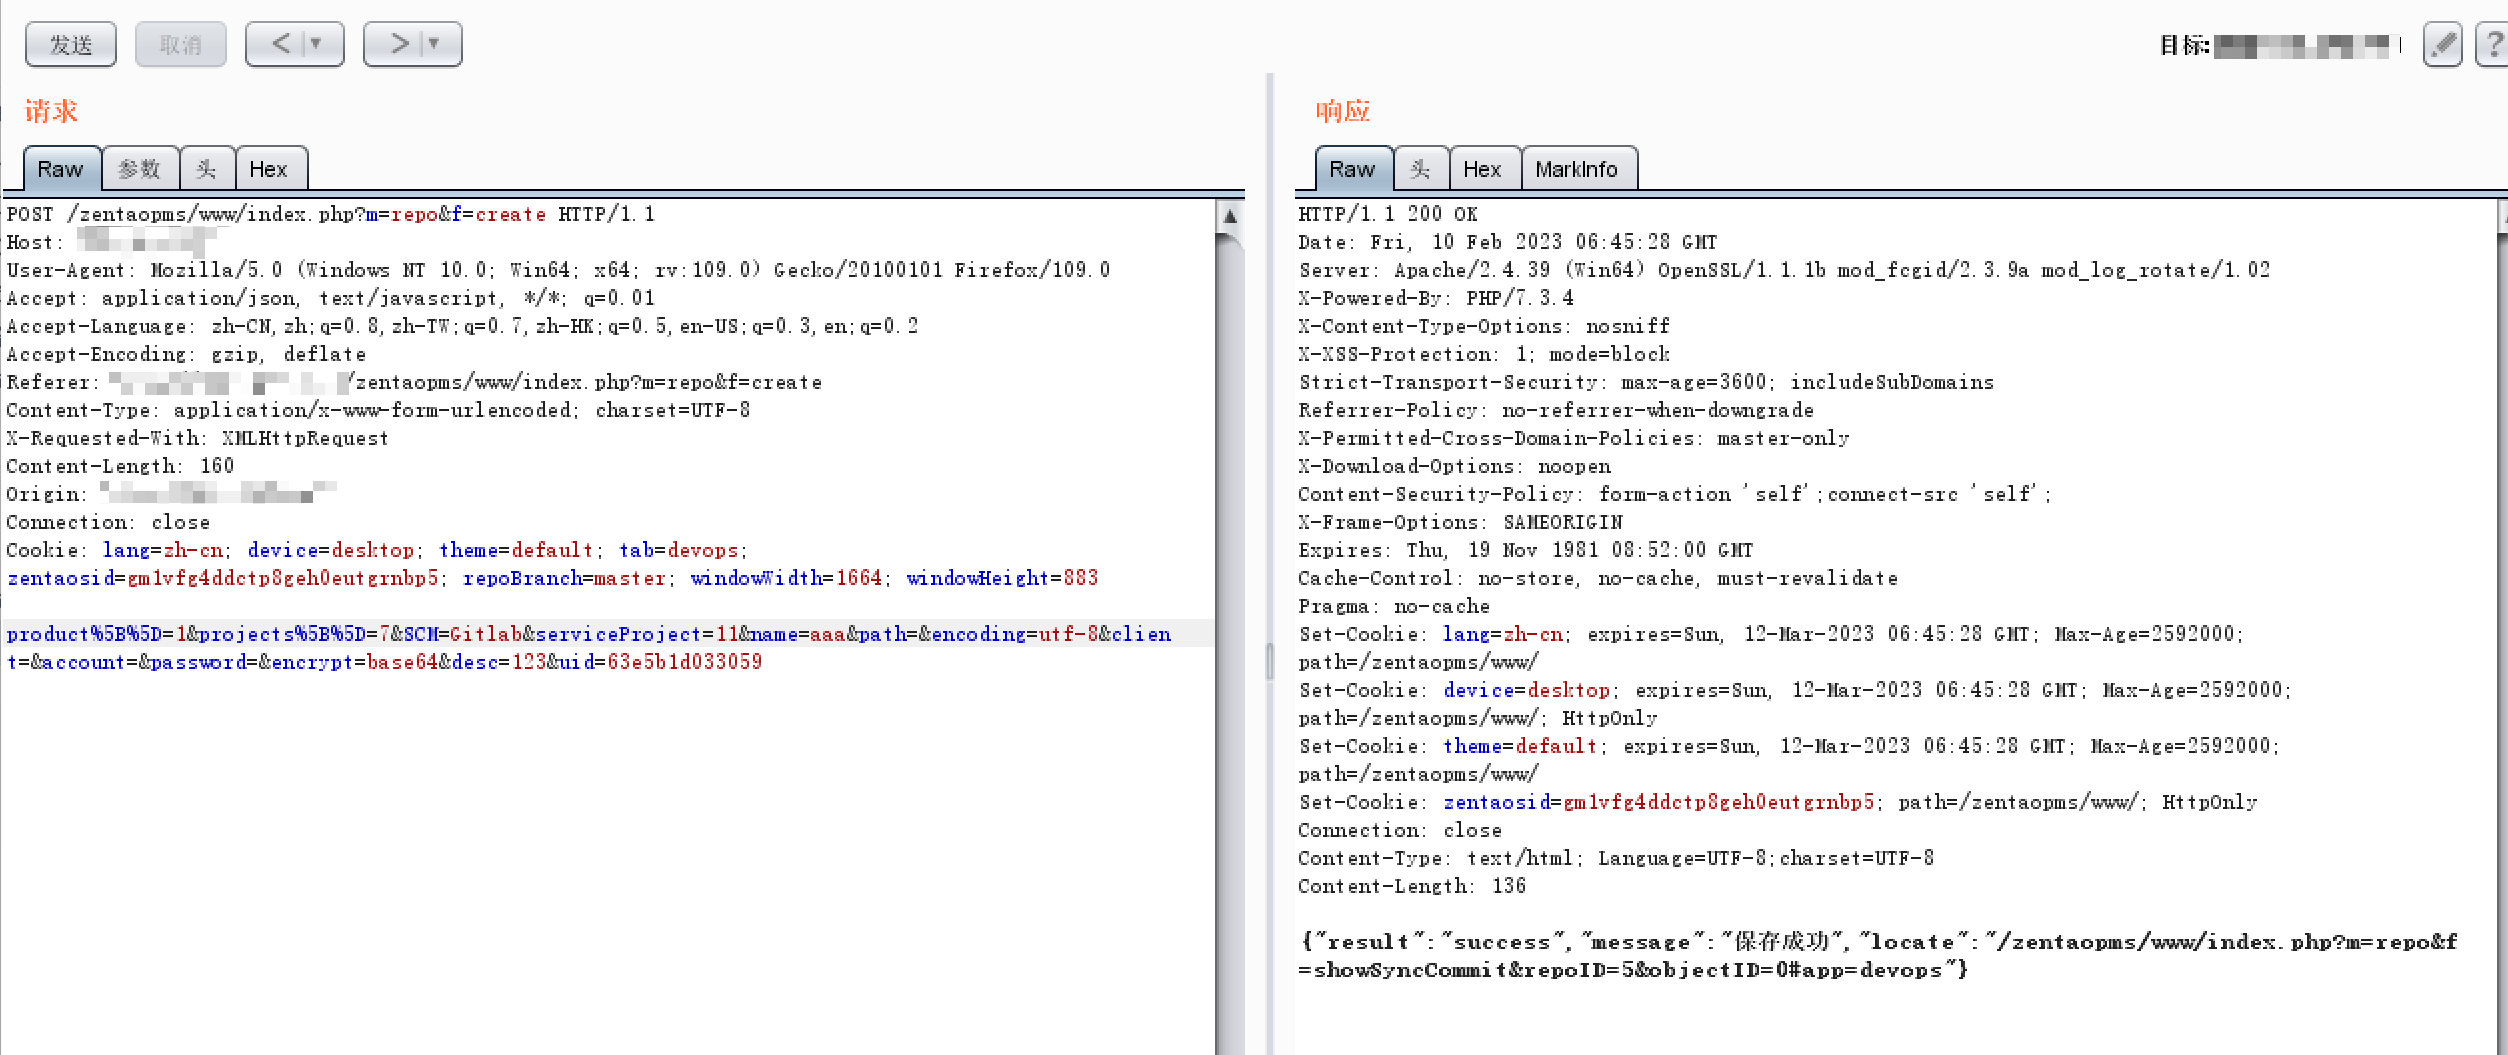 发送 取消 < ▼ > ▼ 目标: ?
请求
Raw 参数 头 Hex
POST /zentaopms/www/index.php?m=repo&f=create HTTP/1.1
Host:
User-Agent: Mozilla/5.0 (Windows NT 10.0; Win64; x64; rv:109.0) Gecko/20100101 Firefox/109.0
Accept: application/json, text/javascript, */*; q=0.01
Accept-Language: zh-CN,zh;q=0.8,zh-TW;q=0.7,zh-HK;q=0.5,en-US;q=0.3,en;q=0.2
Accept-Encoding: gzip, deflate
Referer: /zentaopms/www/index.php?m=repo&f=create
Content-Type: application/x-www-form-urlencoded; charset=UTF-8
X-Requested-With: XMLHttpRequest
Content-Length: 160
Origin:
Connection: close
Cookie: lang=zh-cn; device=desktop; theme=default; tab=devops;
zentaosid=gm1vfg4ddctp8geh0eutgrnbp5; repoBranch=master; windowWidth=1664; windowHeight=883
product%5B%5D=1&projects%5B%5D=7&SCM=Gitlab&serviceProject=11&name=aaa&path=&encoding=utf-8&clien
t=&account=&password=&encrypt=base64&desc=123&uid=63e5b1d033059
响应
Raw 头 Hex MarkInfo
HTTP/1.1 200 OK
Date: Fri, 10 Feb 2023 06:45:28 GMT
Server: Apache/2.4.39 (Win64) OpenSSL/1.1.1b mod_fcgid/2.3.9a mod_log_rotate/1.02
X-Powered-By: PHP/7.3.4
X-Content-Type-Options: nosniff
X-XSS-Protection: 1; mode=block
Strict-Transport-Security: max-age=3600; includeSubDomains
Referrer-Policy: no-referrer-when-downgrade
X-Permitted-Cross-Domain-Policies: master-only
X-Download-Options: noopen
Content-Security-Policy: form-action 'self';connect-src 'self';
X-Frame-Options: SAMEORIGIN
Expires: Thu, 19 Nov 1981 08:52:00 GMT
Cache-Control: no-store, no-cache, must-revalidate
Pragma: no-cache
Set-Cookie: lang=zh-cn; expires=Sun, 12-Mar-2023 06:45:28 GMT; Max-Age=2592000;
path=/zentaopms/www/
Set-Cookie: device=desktop; expires=Sun, 12-Mar-2023 06:45:28 GMT; Max-Age=2592000;
path=/zentaopms/www/; HttpOnly
Set-Cookie: theme=default; expires=Sun, 12-Mar-2023 06:45:28 GMT; Max-Age=2592000;
path=/zentaopms/www/
Set-Cookie: zentaosid=gm1vfg4ddctp8geh0eutgrnbp5; path=/zentaopms/www/; HttpOnly
Connection: close
Content-Type: text/html; Language=UTF-8;charset=UTF-8
Content-Length: 136
{"result":"success","message":"保存成功","locate":"/zentaopms/www/index.php?m=repo&f
=showSyncCommit&repoID=5&objectID=0#app=devops"}